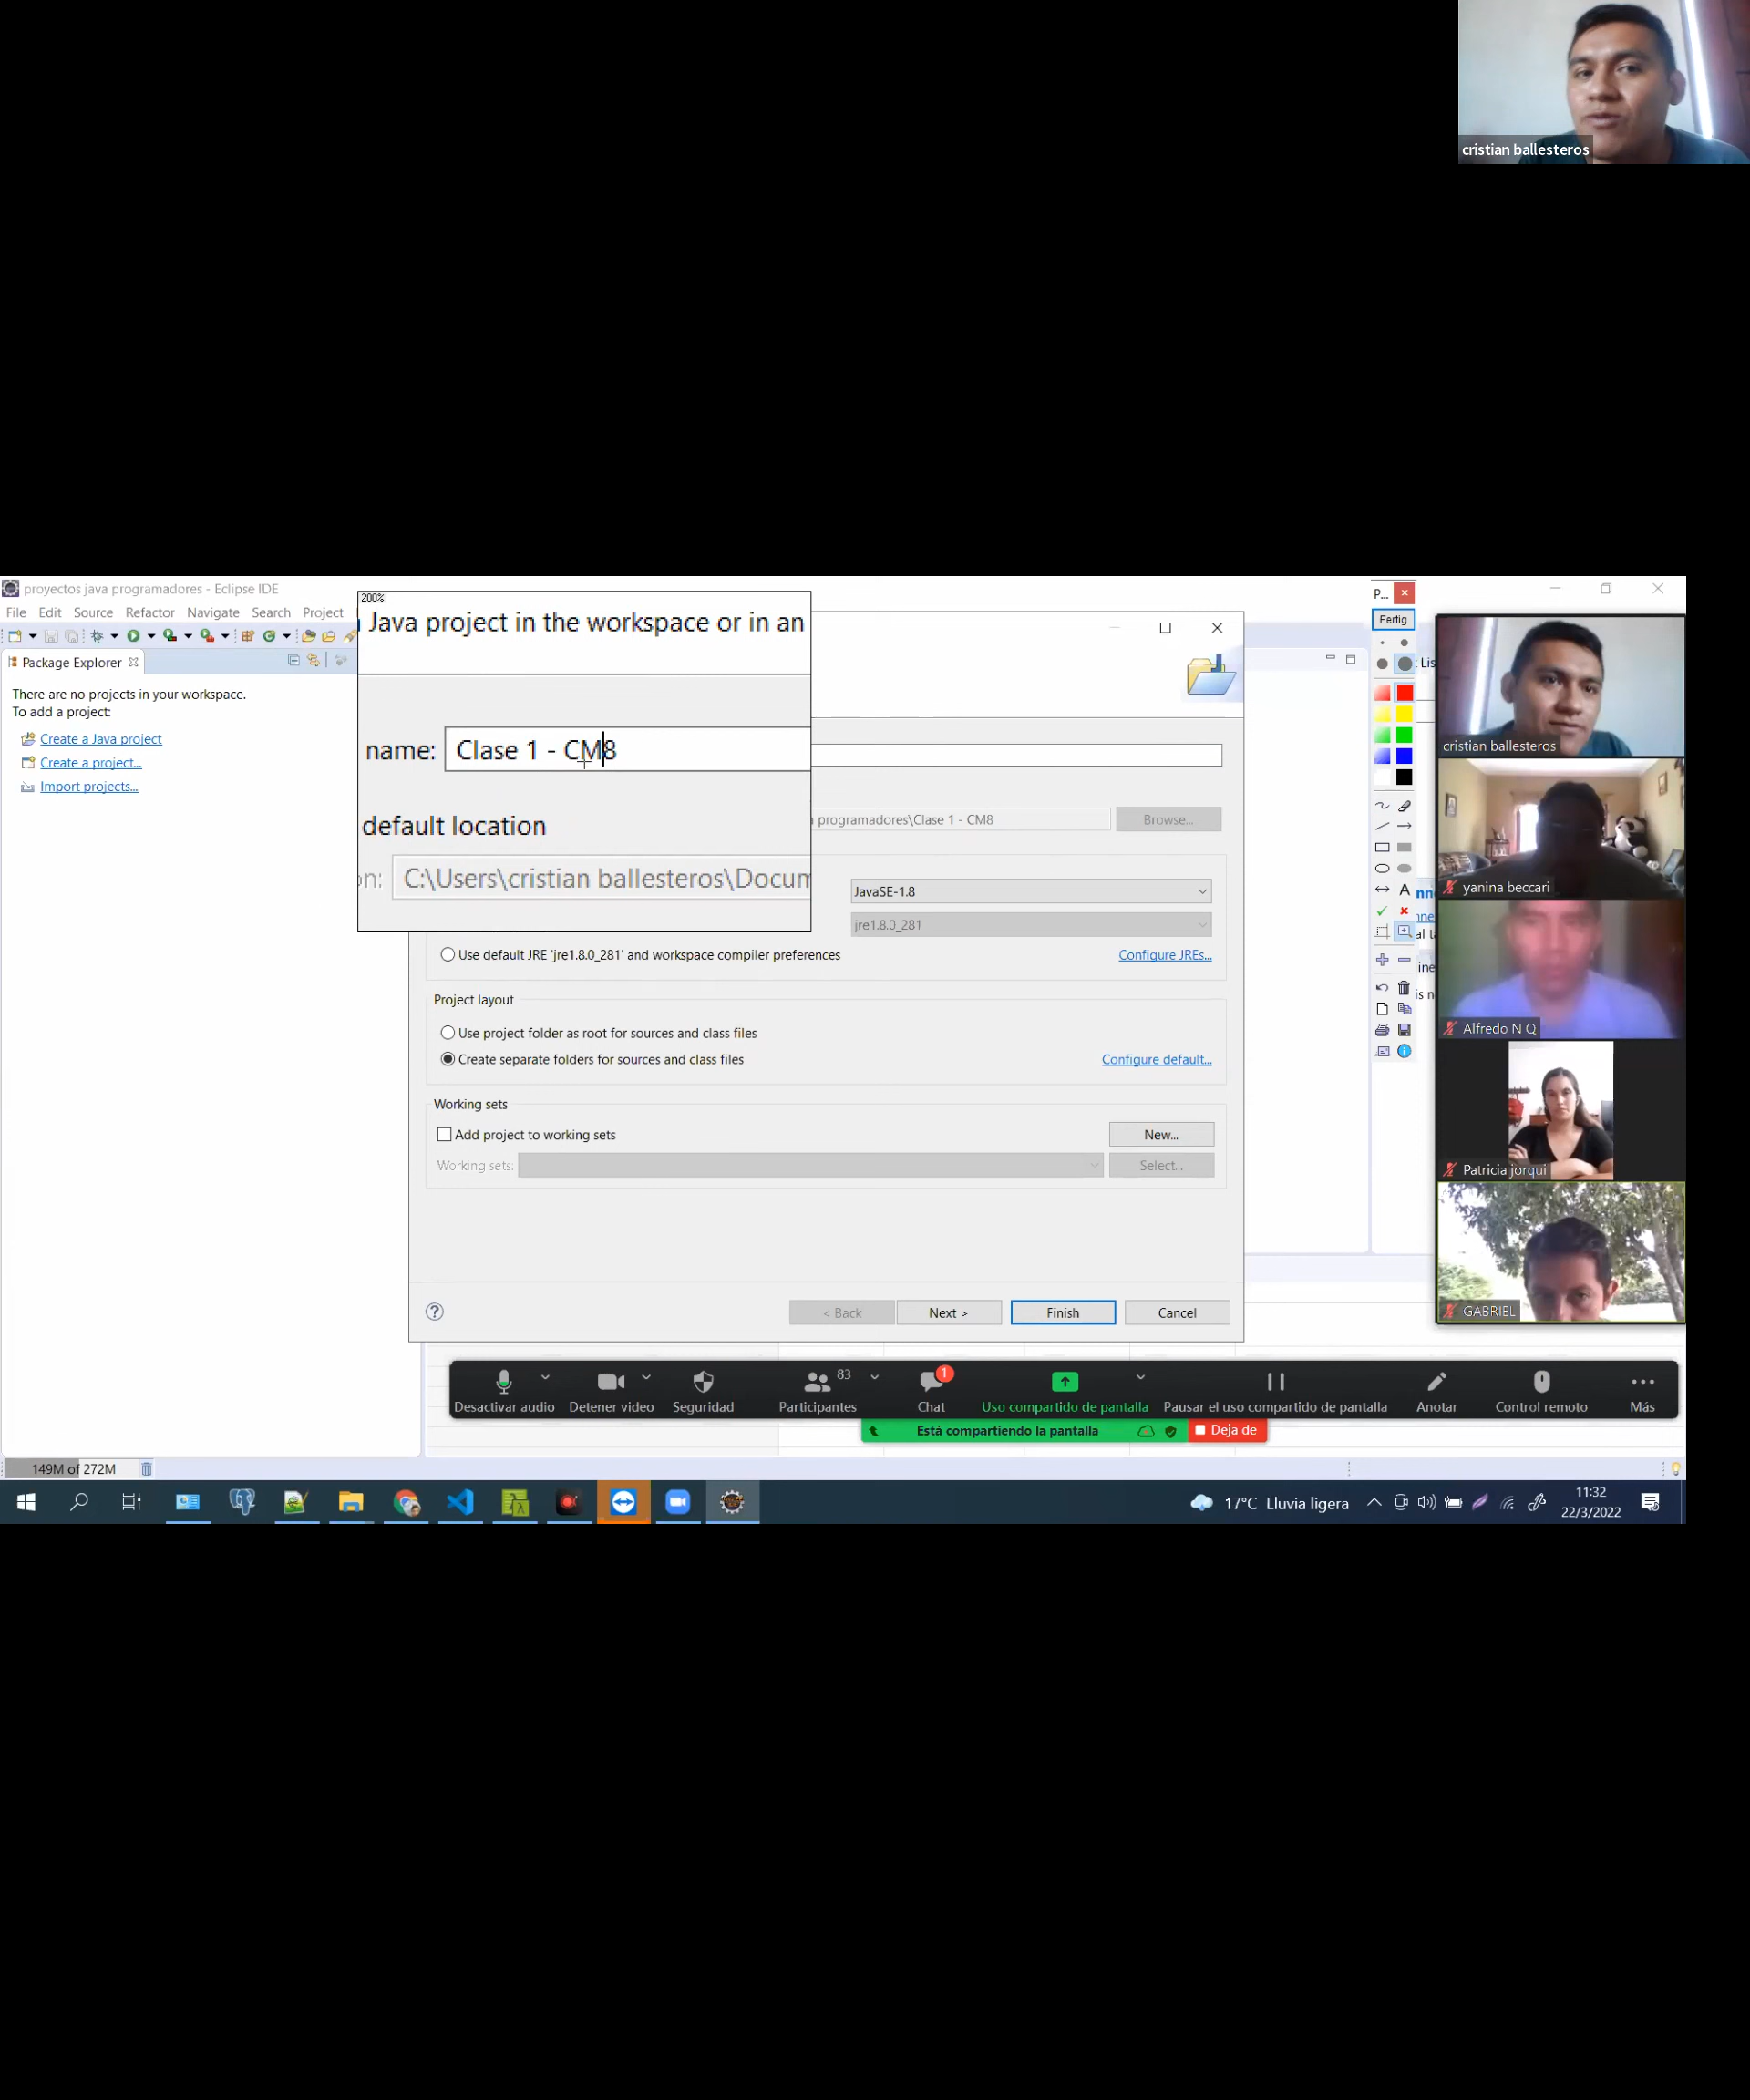 cristian ballesteros
proyectos java programadores - Eclipse IDE
File Edit Source Refactor Navigate Search Project
Package Explorer
There are no projects in your workspace.
To add a project:
Create a Java project
Create a project...
Import projects...
200%
Java project in the workspace or in an
name: Clase 1 - CM8
default location
on: C:\Users\cristian ballesteros\Docum
programadores\Clase 1 - CM8
Browse...
JavaSE-1.8
jre1.8.0_281
Use default JRE 'jre1.8.0_281' and workspace compiler preferences
Configure JREs...
Project layout
Use project folder as root for sources and class files
Create separate folders for sources and class files
Configure default...
Working sets
Add project to working sets
New...
Working sets:
Select...
< Back
Next >
Finish
Cancel
P...
Fertig
A
Lis
nn
nne
al t
ine
is n
cristian ballesteros
yanina beccari
Alfredo N Q
Patricia jorqui
GABRIEL
Desactivar audio
Detener video
Seguridad
Participantes
83
Chat
1
Uso compartido de pantalla
Pausar el uso compartido de pantalla
Anotar
Control remoto
Más
Está compartiendo la pantalla
Deja de
149M of 272M
17°C Lluvia ligera
11:32
22/3/2022